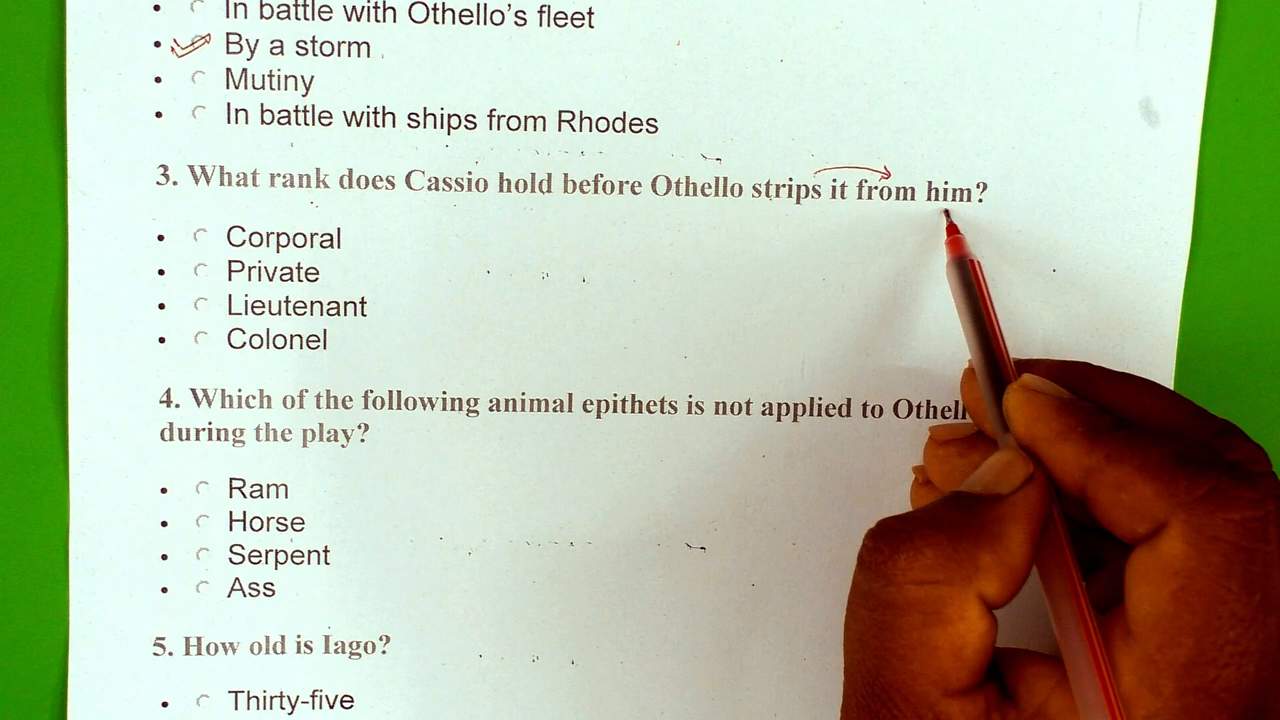 In battle with Othello's fleet
By a storm
Mutiny
In battle with ships from Rhodes
3. What rank does Cassio hold before Othello strips it from him?
Corporal
Private
Lieutenant
Colonel
4. Which of the following animal epithets is not applied to Othell
during the play?
Ram
Horse
Serpent
Ass
5. How old is Iago?
Thirty-five